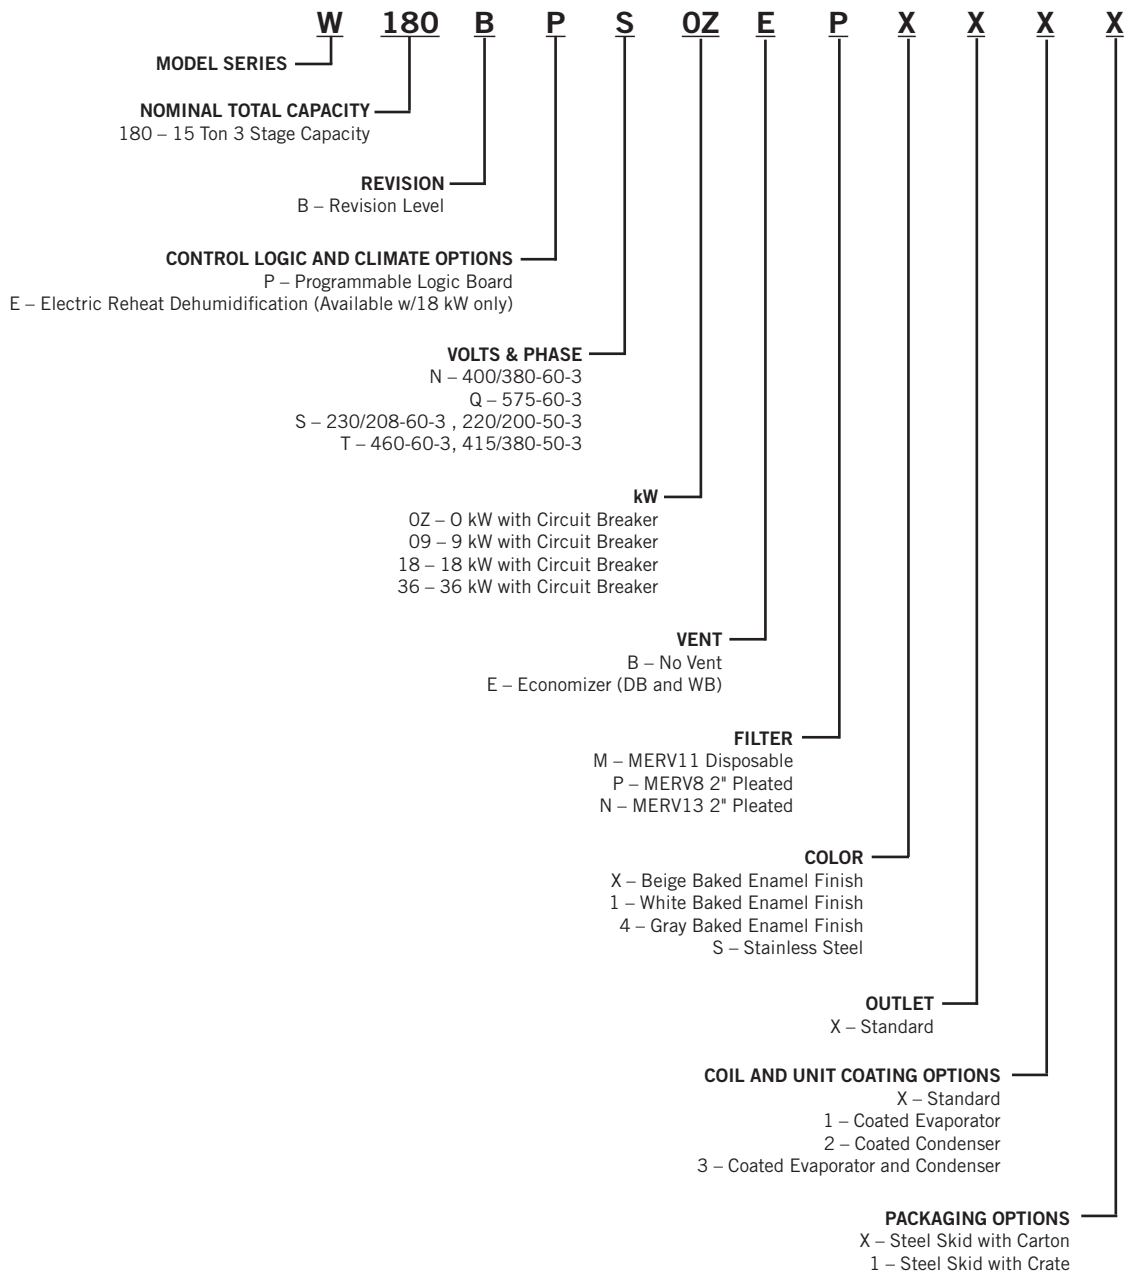 W 180 B P S 0Z E P X X X X
MODEL SERIES
NOMINAL TOTAL CAPACITY
180 – 15 Ton 3 Stage Capacity
REVISION
B – Revision Level
CONTROL LOGIC AND CLIMATE OPTIONS
P – Programmable Logic Board
E – Electric Reheat Dehumidification (Available w/18 kW only)
VOLTS & PHASE
N – 400/380-60-3
Q – 575-60-3
S – 230/208-60-3 , 220/200-50-3
T – 460-60-3, 415/380-50-3
kW
0Z – O kW with Circuit Breaker
09 – 9 kW with Circuit Breaker
18 – 18 kW with Circuit Breaker
36 – 36 kW with Circuit Breaker
VENT
B – No Vent
E – Economizer (DB and WB)
FILTER
M – MERV11 Disposable
P – MERV8 2" Pleated
N – MERV13 2" Pleated
COLOR
X – Beige Baked Enamel Finish
1 – White Baked Enamel Finish
4 – Gray Baked Enamel Finish
S – Stainless Steel
OUTLET
X – Standard
COIL AND UNIT COATING OPTIONS
X – Standard
1 – Coated Evaporator
2 – Coated Condenser
3 – Coated Evaporator and Condenser
PACKAGING OPTIONS
X – Steel Skid with Carton
1 – Steel Skid with Crate